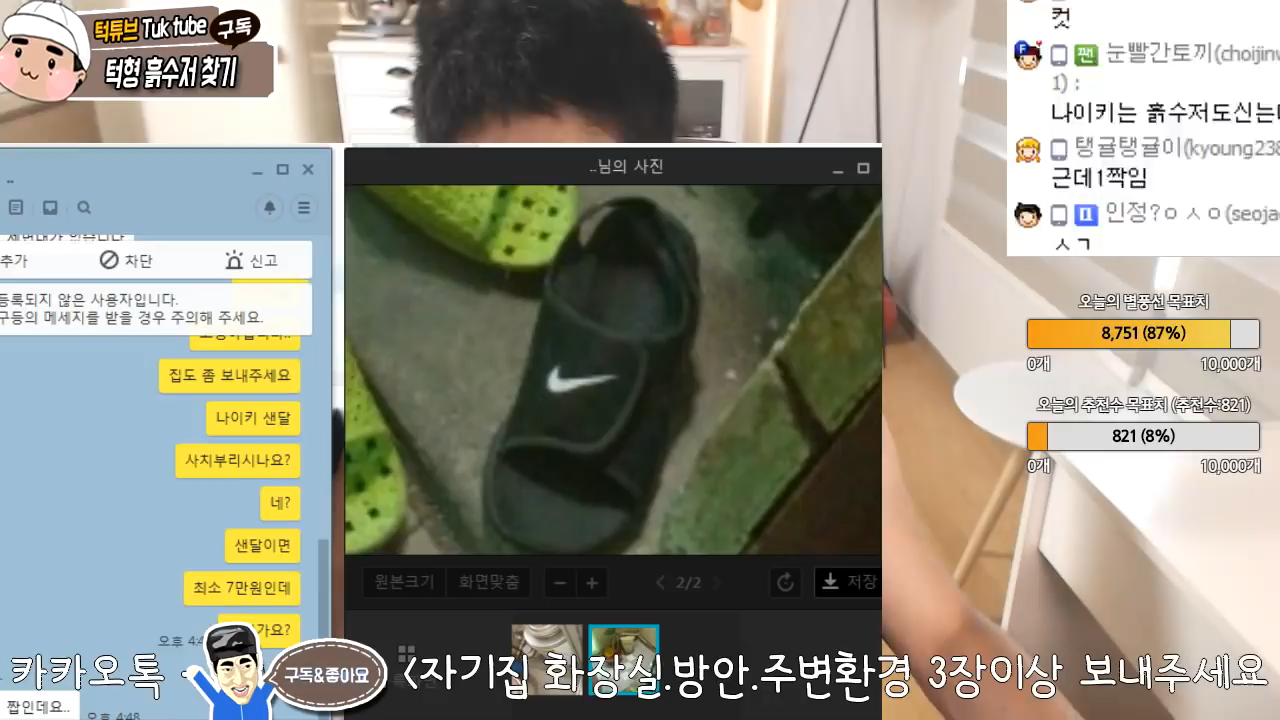 턱튜브 Tuk tube 구독
턱형 흙수저 찾기
컷
눈빨간토끼(choijinw
1) :
나이키는 흙수저도신는데
탱귤탱귤이(kyoung238
근데1짝임
인정?ㅇ ㅅㅇ(seoja
ㅅㄱ
..
추가
차단
신고
등록되지 않은 사용자입니다.
구등의 메세지를 받을 경우 주의해 주세요.
집도 좀 보내주세요
나이키 샌달
사치부리시나요?
네?
샌달이면
최소 7만원인데
가요?
짭인데요..
오후 4:48
..님의 사진
원본크기
화면맞춤
2/2
저장
오늘의 별풍선 목표치
8,751 (87%)
0개
10,000개
오늘의 추천수 목표치 (추천수:821)
821 (8%)
0개
10,000개
카카오톡
구독&좋아요
<자기집 화장실.방안.주변환경 3장이상 보내주세요